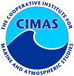 THE COOPERATIVE INSTITUTE FOR
CIMAS
MARINE AND ATMOSPHERIC STUDIES